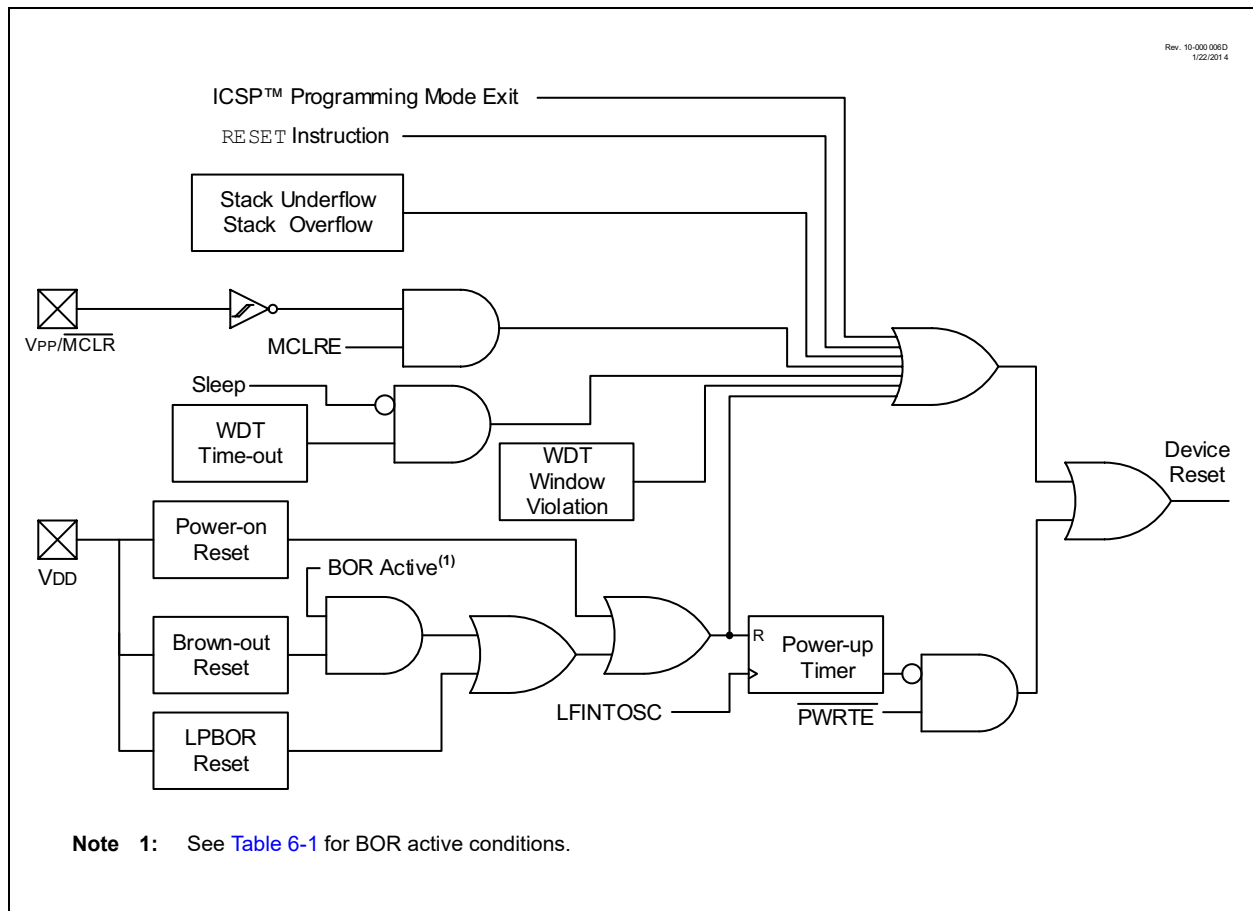 Rev. 10-000 006D
1/22/201 4
ICSP™ Programming Mode Exit
RESET Instruction
Stack Underflow
Stack Overflow
VPP/MCLR
MCLRE
Sleep
WDT
Time-out
WDT
Window
Violation
Device
Reset
Power-on
Reset
VDD
BOR Active(1)
Brown-out
Reset
R
Power-up
Timer
LFINTOSC
PWRTE
LPBOR
Reset
Note 1: See Table 6-1 for BOR active conditions.